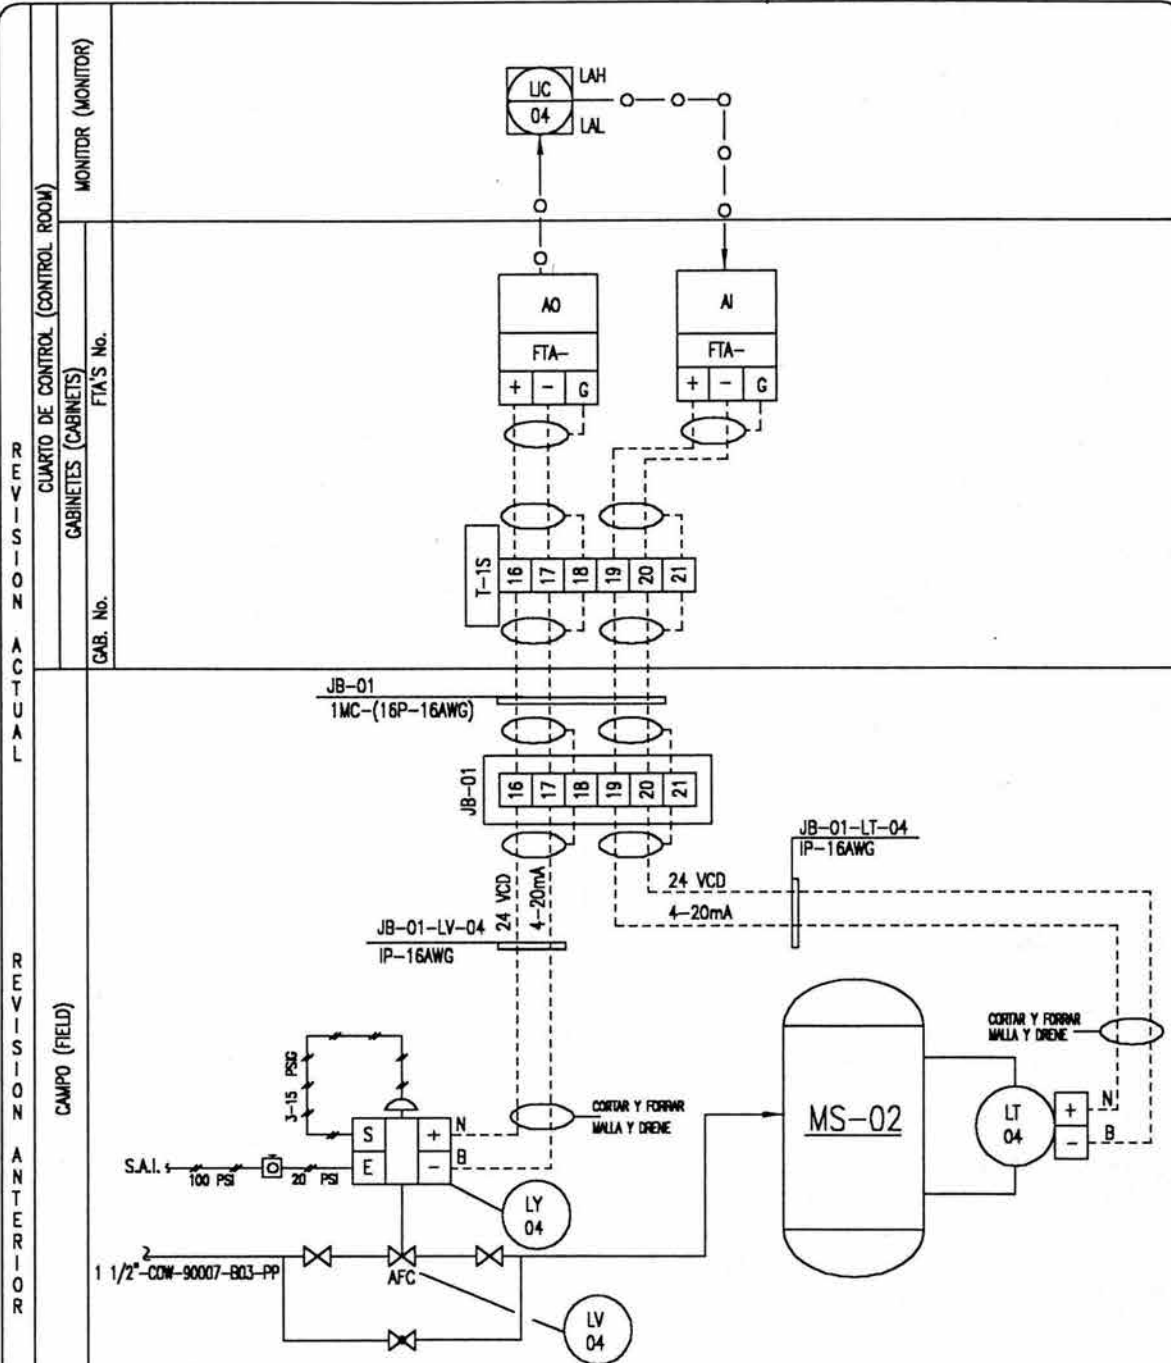 REVISION ACTUAL
REVISION ANTERIOR
CUARTO DE CONTROL (CONTROL ROOM)
MONITOR (MONITOR)
GABINETES (CABINETS)
FTA'S No.
GAB. No.
CAMPO (FIELD)
LIC
04
LAH
LAL
AO
FTA-
+ - G
AI
FTA-
+ - G
T-1S
16 17 18 19 20 21
JB-01
1MC-(16P-16AWG)
JB-01
16 17 18 19 20 21
JB-01-LT-04
IP-16AWG
24 VCD
4-20mA
24 VCD
4-20mA
JB-01-LV-04
IP-16AWG
CORTAR Y FORRAR
MALLA Y DRENE
3-15 PSIG
S
E
+
-
N
B
CORTAR Y FORRAR
MALLA Y DRENE
S.A.I.
100 PSI
20 PSI
LY
04
MS-02
LT
04
+
-
N
B
1 1/2"-COW-90007-B03-PP
AFC
LV
04